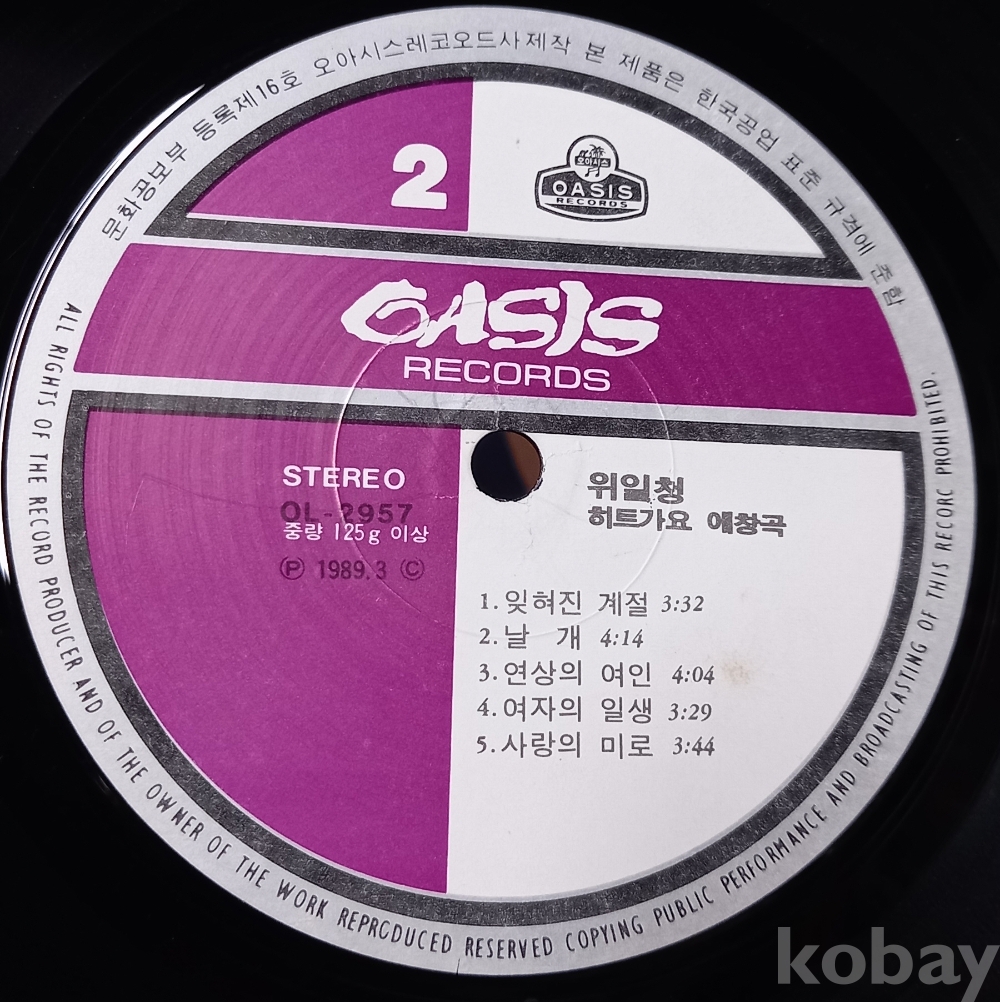 문화공보부 등록제16호 오아시스레코오드사제작 본 제품은 한국공업 표준 규격에 준함
2
오아시스
OASIS
RECORDS
OASIS
RECORDS
STEREO
OL-2957
중량 125g 이상
Ⓟ 1989.3 Ⓒ
위일청
히트가요 애창곡
1.잊혀진 계절 3:32
2.날 개 4:14
3.연상의 여인 4:04
4.여자의 일생 3:29
5.사랑의 미로 3:44
ALL RIGHTS OF THE RECORD PRODUCER AND OF THE OWNER OF THE WORK REPRCDUCED RESERVED COPYING PUBLIC PERFORMANCE AND BROADCASTING OF THIS RECORC PROHIBITED.
kobay